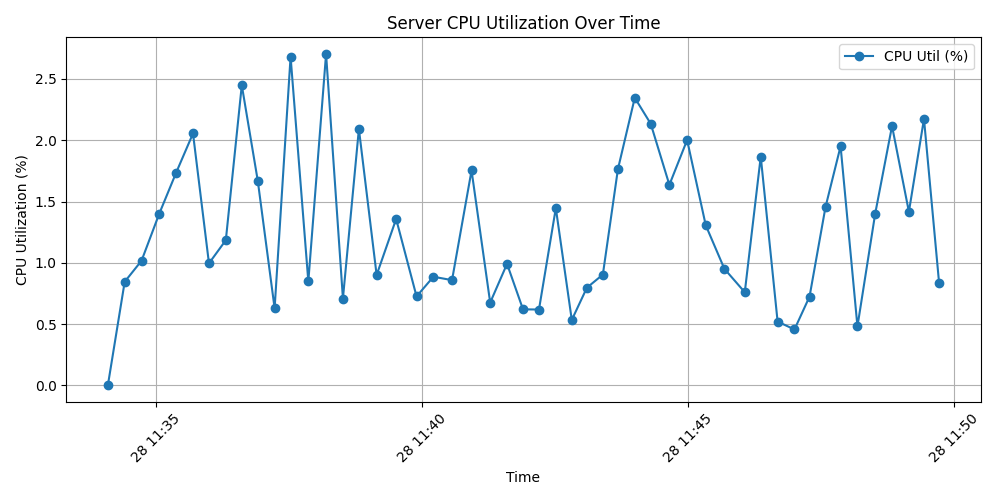 Server CPU Utilization Over Time
CPU Util (%)
CPU Utilization (%)
2.5
2.0
1.5
1.0
0.5
0.0
28 11:35
28 11:40
28 11:45
28 11:50
Time